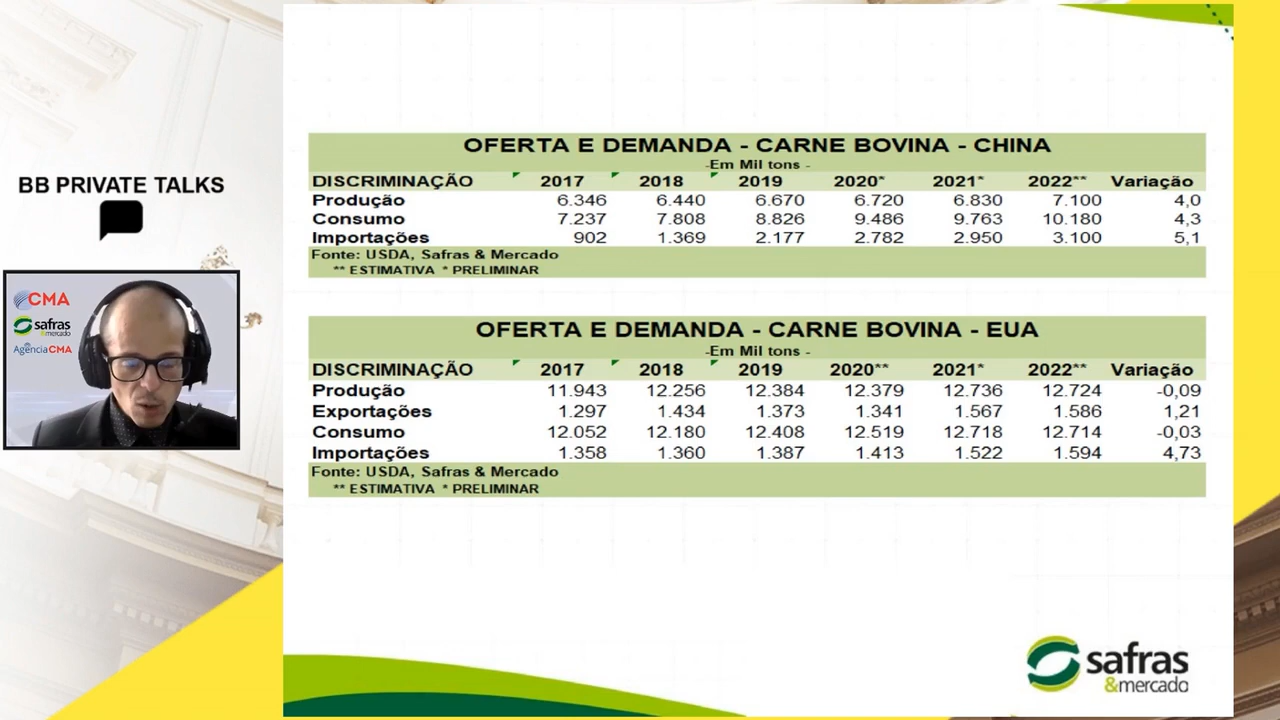 BB PRIVATE TALKS
CMA
safras
&mercado
Agência CMA
OFERTA E DEMANDA - CARNE BOVINA - CHINA
-Em Mil tons -
DISCRIMINAÇÃO 2017 2018 2019 2020* 2021* 2022** Variação
Produção 6.346 6.440 6.670 6.720 6.830 7.100 4,0
Consumo 7.237 7.808 8.826 9.486 9.763 10.180 4,3
Importações 902 1.369 2.177 2.782 2.950 3.100 5,1
Fonte: USDA, Safras & Mercado
** ESTIMATIVA * PRELIMINAR
OFERTA E DEMANDA - CARNE BOVINA - EUA
-Em Mil tons -
DISCRIMINAÇÃO 2017 2018 2019 2020** 2021* 2022** Variação
Produção 11.943 12.256 12.384 12.379 12.736 12.724 -0,09
Exportações 1.297 1.434 1.373 1.341 1.567 1.586 1,21
Consumo 12.052 12.180 12.408 12.519 12.718 12.714 -0,03
Importações 1.358 1.360 1.387 1.413 1.522 1.594 4,73
Fonte: USDA, Safras & Mercado
** ESTIMATIVA * PRELIMINAR
safras
&mercado